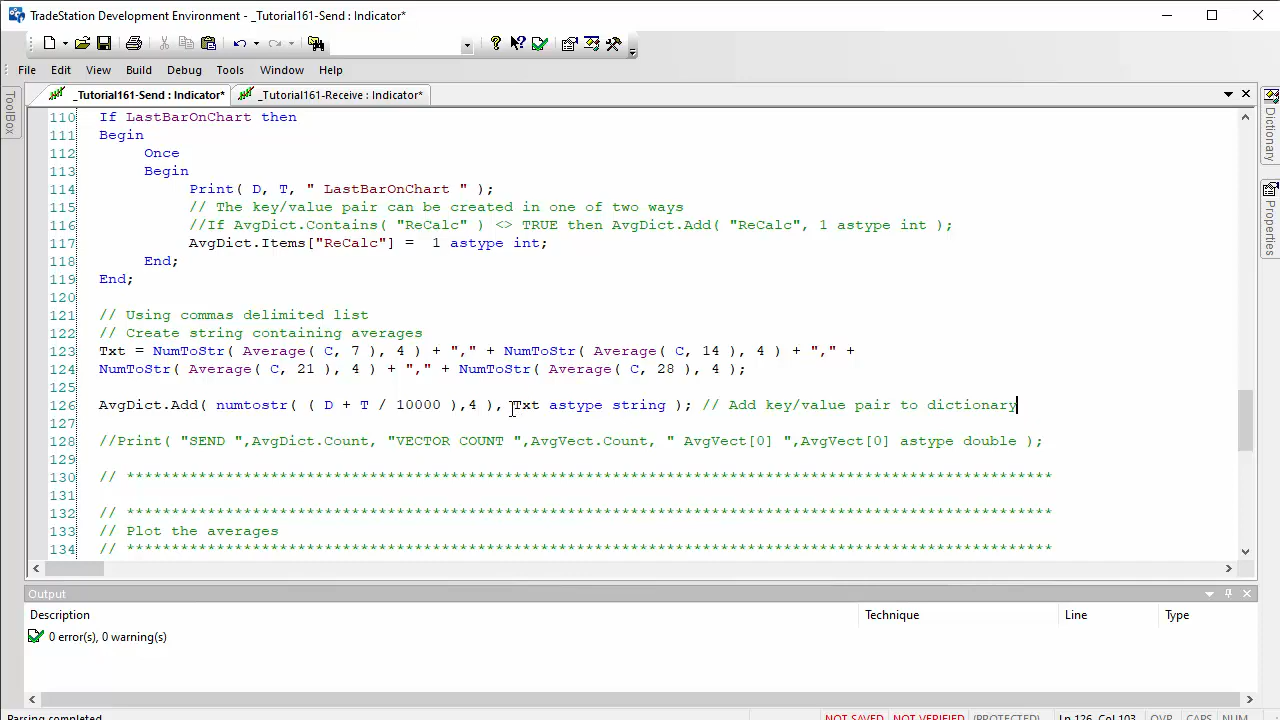 TradeStation Development Environment - _Tutorial161-Send : Indicator*
File Edit View Build Debug Tools Window Help
ToolBox
_Tutorial161-Send : Indicator* _Tutorial161-Receive : Indicator*
Dictionary
Properties
110 If LastBarOnChart then
111 Begin
112 Once
113 Begin
114 Print( D, T, " LastBarOnChart " );
115 // The key/value pair can be created in one of two ways
116 //If AvgDict.Contains( "ReCalc" ) <> TRUE then AvgDict.Add( "ReCalc", 1 astype int );
117 AvgDict.Items["ReCalc"] =  1 astype int;
118 End;
119 End;
120
121 // Using commas delimited list
122 // Create string containing averages
123 Txt = NumToStr( Average( C, 7 ), 4 ) + "," + NumToStr( Average( C, 14 ), 4 ) + "," +
124 NumToStr( Average( C, 21 ), 4 ) + "," + NumToStr( Average( C, 28 ), 4 );
125
126 AvgDict.Add( numtostr( ( D + T / 10000 ),4 ), Txt astype string ); // Add key/value pair to dictionary
127
128 //Print( "SEND ",AvgDict.Count, "VECTOR COUNT ",AvgVect.Count, " AvgVect[0] ",AvgVect[0] astype double );
129
130 // *******************************************************************************************************
131
132 // *******************************************************************************************************
133 // Plot the averages
134 // *******************************************************************************************************
Output
Description Technique Line Type
0 error(s), 0 warning(s)
Parsing completed NOT SAVED NOT VERIFIED (PROTECTED) Ln 126, Col 103 OVR CAPS NUM